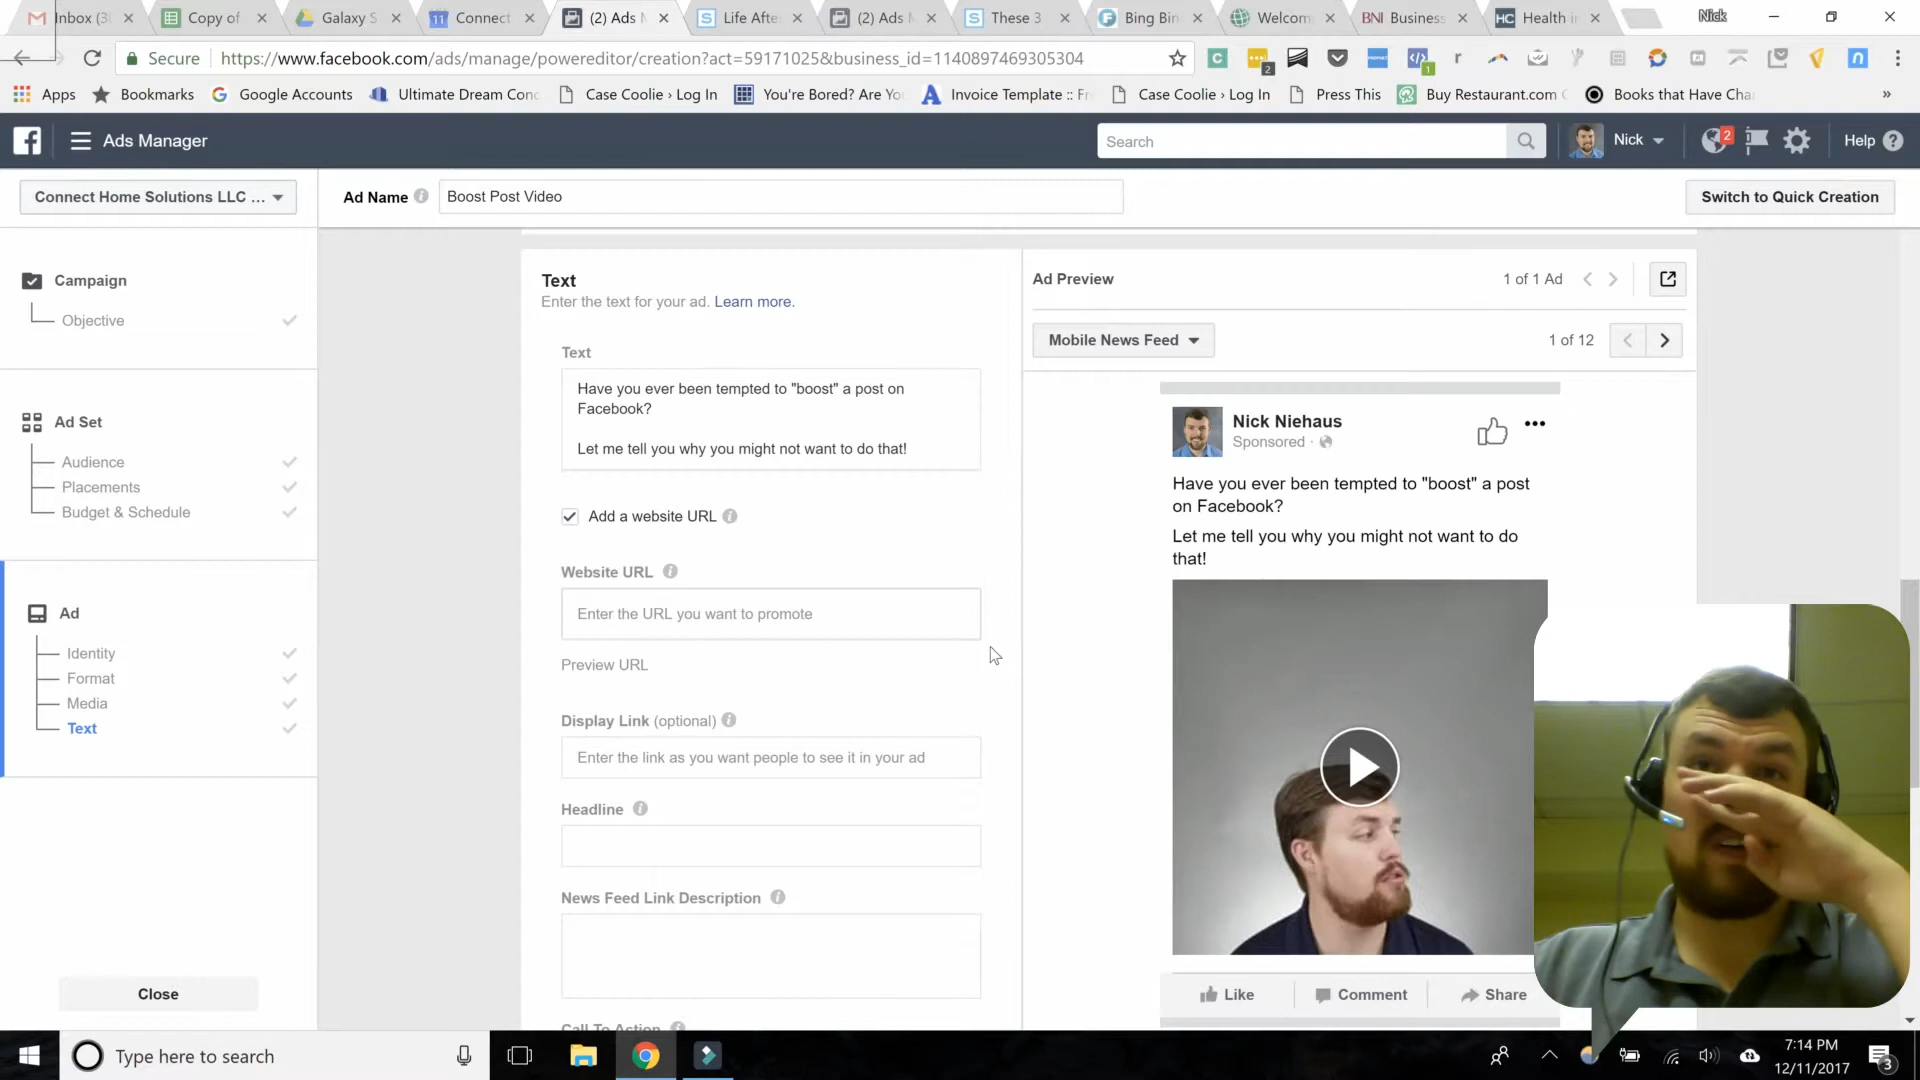 Inbox (3
Copy of
Galaxy S
Connect
(2) Ads M
Life Afte
(2) Ads M
These 3
Bing Bin
Welcom
BNI Business
Health i
Nick
Secure
https://www.facebook.com/ads/manage/powereditor/creation?act=59171025&business_id=1140897469305304
Apps
Bookmarks
Google Accounts
Ultimate Dream Conc
Case Coolie › Log In
You're Bored? Are Yo
Invoice Template :: Fr
Case Coolie › Log In
Press This
Buy Restaurant.com
Books that Have Cha
»
Ads Manager
Search
Nick
2
Help
Connect Home Solutions LLC ...
Ad Name
Boost Post Video
Switch to Quick Creation
Campaign
Objective
Ad Set
Audience
Placements
Budget & Schedule
Ad
Identity
Format
Media
Text
Close
Text
Enter the text for your ad. Learn more.
Text
Have you ever been tempted to "boost" a post on
Facebook?
Let me tell you why you might not want to do that!
Add a website URL
Website URL
Enter the URL you want to promote
Preview URL
Display Link (optional)
Enter the link as you want people to see it in your ad
Headline
News Feed Link Description
Call To Action
Ad Preview
1 of 1 Ad
Mobile News Feed
1 of 12
Nick Niehaus
Sponsored ·
Have you ever been tempted to "boost" a post
on Facebook?
Let me tell you why you might not want to do
that!
Like
Comment
Share
Type here to search
7:14 PM
12/11/2017
3